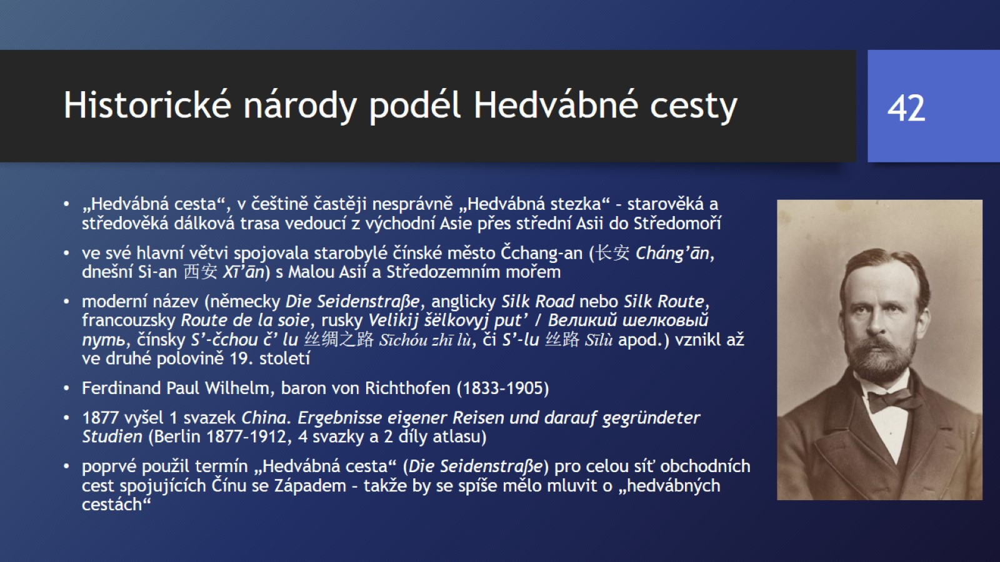 Historické národy podél Hedvábné cesty
42
• „Hedvábná cesta“, v češtině častěji nesprávně „Hedvábná stezka“ – starověká a
středověká dálková trasa vedoucí z východní Asie přes střední Asii do Středomoří
• ve své hlavní větvi spojovala starobylé čínské město Čchang-an (长安 Cháng’ān,
dnešní Si-an 西安 Xī’ān) s Malou Asií a Středozemním mořem
• moderní název (německy Die Seidenstraße, anglicky Silk Road nebo Silk Route,
francouzsky Route de la soie, rusky Velikij šëlkovyj put’ / Великий шелковый
путь, čínsky S’-čchou č’ lu 丝绸之路 Sīchóu zhī lù, či S’-lu 丝路 Sīlù apod.) vznikl až
ve druhé polovině 19. století
• Ferdinand Paul Wilhelm, baron von Richthofen (1833–1905)
• 1877 vyšel 1 svazek China. Ergebnisse eigener Reisen und darauf gegründeter
Studien (Berlin 1877–1912, 4 svazky a 2 díly atlasu)
• poprvé použil termín „Hedvábná cesta“ (Die Seidenstraße) pro celou síť obchodních
cest spojujících Čínu se Západem – takže by se spíše mělo mluvit o „hedvábných
cestách“